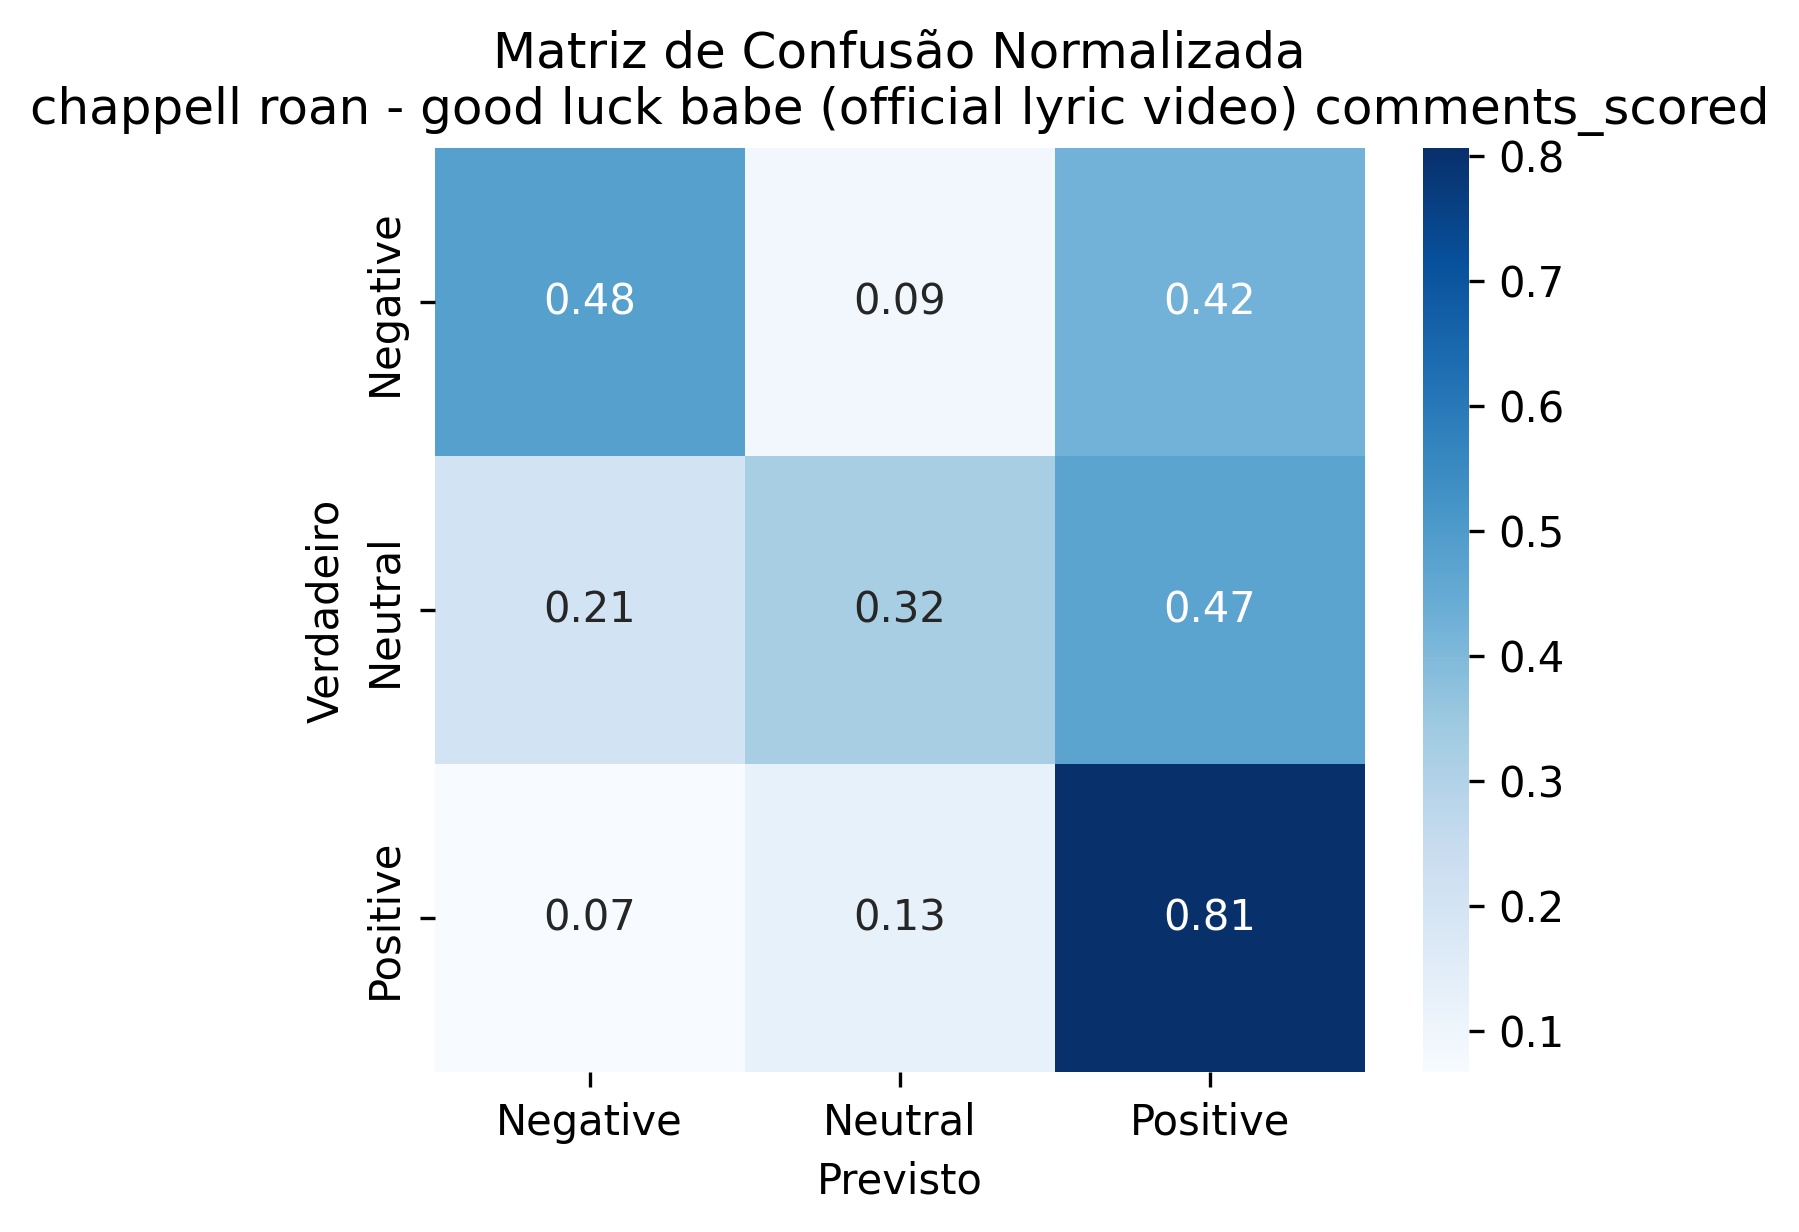 Matriz de Confusão Normalizada
chappell roan - good luck babe (official lyric video) comments_scored
Verdadeiro
Negative
0.48 0.09 0.42
Neutral
0.21 0.32 0.47
Positive
0.07 0.13 0.81
Negative Neutral Positive
Previsto
0.8
0.7
0.6
0.5
0.4
0.3
0.2
0.1